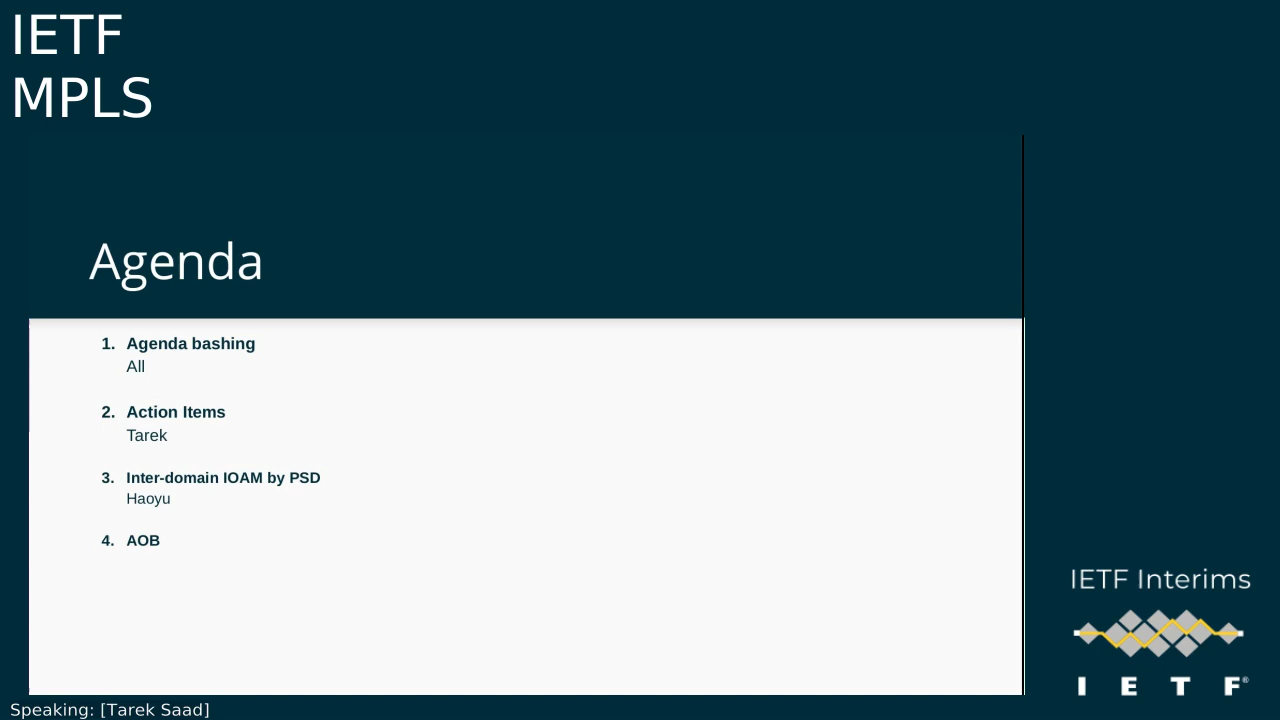 IETF
MPLS
Agenda
1. Agenda bashing
All
2. Action Items
Tarek
3. Inter-domain IOAM by PSD
Haoyu
4. AOB
IETF Interims
I E T F®
Speaking: [Tarek Saad]